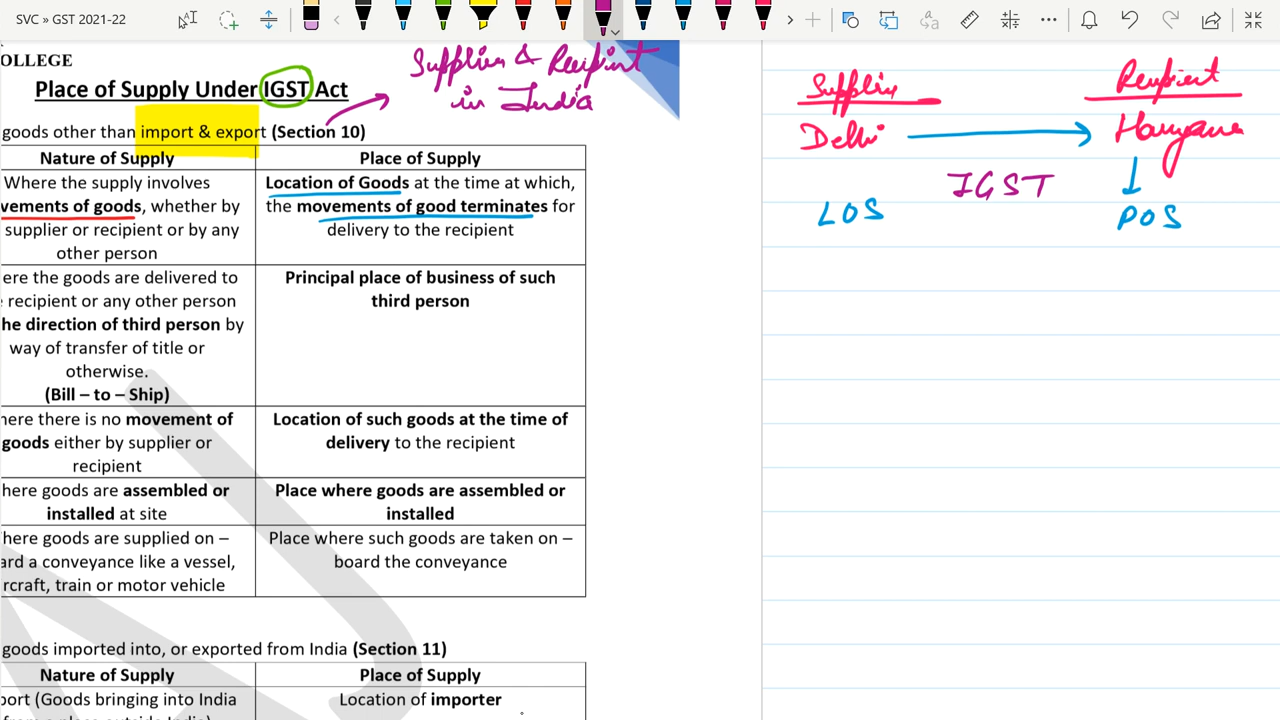 SVC » GST 2021-22
OLLEGE
Place of Supply Under IGST Act
Supplier & Recipient
in India
goods other than import & export (Section 10)
Nature of Supply
Place of Supply
Where the supply involves
vements of goods, whether by
supplier or recipient or by any
other person
Location of Goods at the time at which,
the movements of good terminates for
delivery to the recipient
ere the goods are delivered to
recipient or any other person
he direction of third person by
way of transfer of title or
otherwise.
(Bill – to – Ship)
Principal place of business of such
third person
here there is no movement of
goods either by supplier or
recipient
Location of such goods at the time of
delivery to the recipient
here goods are assembled or
installed at site
Place where goods are assembled or
installed
here goods are supplied on –
ard a conveyance like a vessel,
rcraft, train or motor vehicle
Place where such goods are taken on –
board the conveyance
goods imported into, or exported from India (Section 11)
Nature of Supply
Place of Supply
port (Goods bringing into India
from a place outside India)
Location of importer
Supplier
Recipient
Delhi
Haryana
IGST
LOS
POS